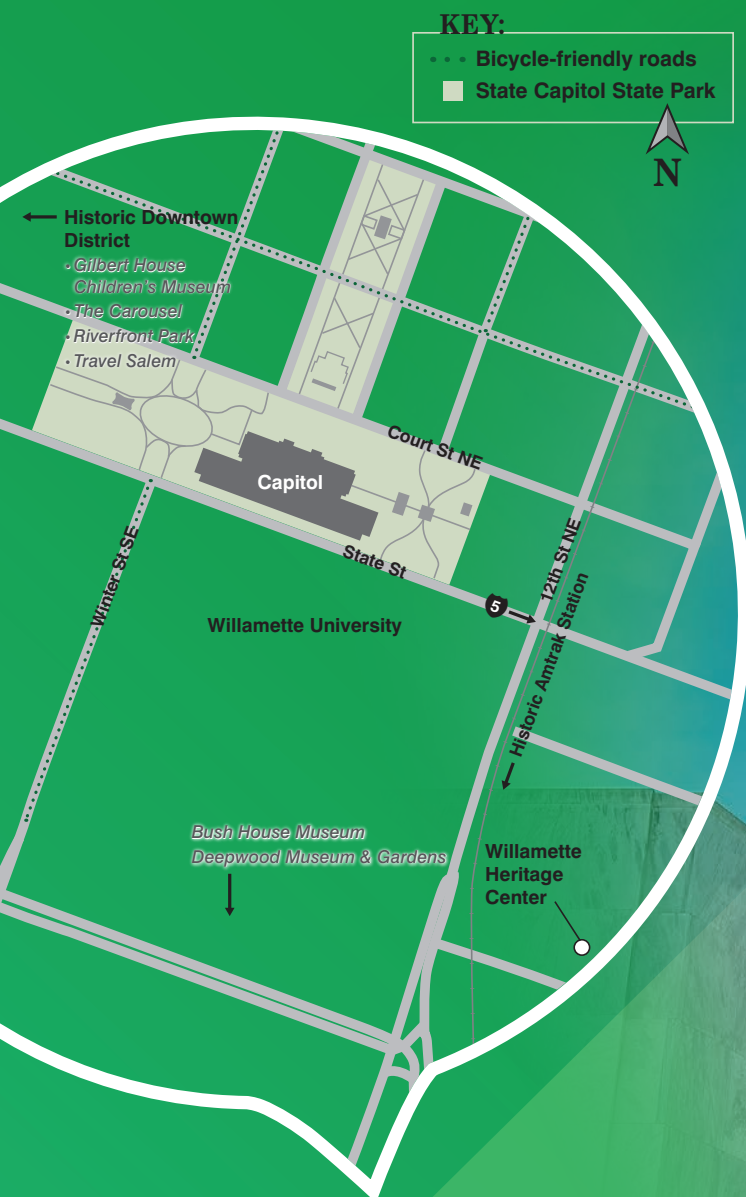 KEY:
Bicycle-friendly roads
State Capitol State Park
N
Historic Downtown
District
• Gilbert House
Children's Museum
• The Carousel
• Riverfront Park
• Travel Salem
Court St NE
Capitol
State St
12th St NE
Winter St SE
5
Willamette University
Historic Amtrak Station
Bush House Museum
Deepwood Museum & Gardens
Willamette
Heritage
Center